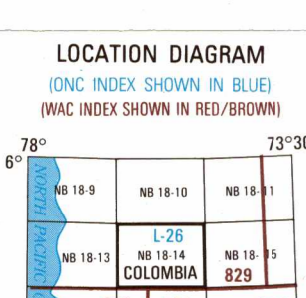 LOCATION DIAGRAM
(ONC INDEX SHOWN IN BLUE)
(WAC INDEX SHOWN IN RED/BROWN)
78° 73°30
6°
NORTH PACIFIC
NB 18-9 NB 18-10 NB 18-11
L-26
NB 18-13 NB 18-14 NB 18-15
COLOMBIA 829